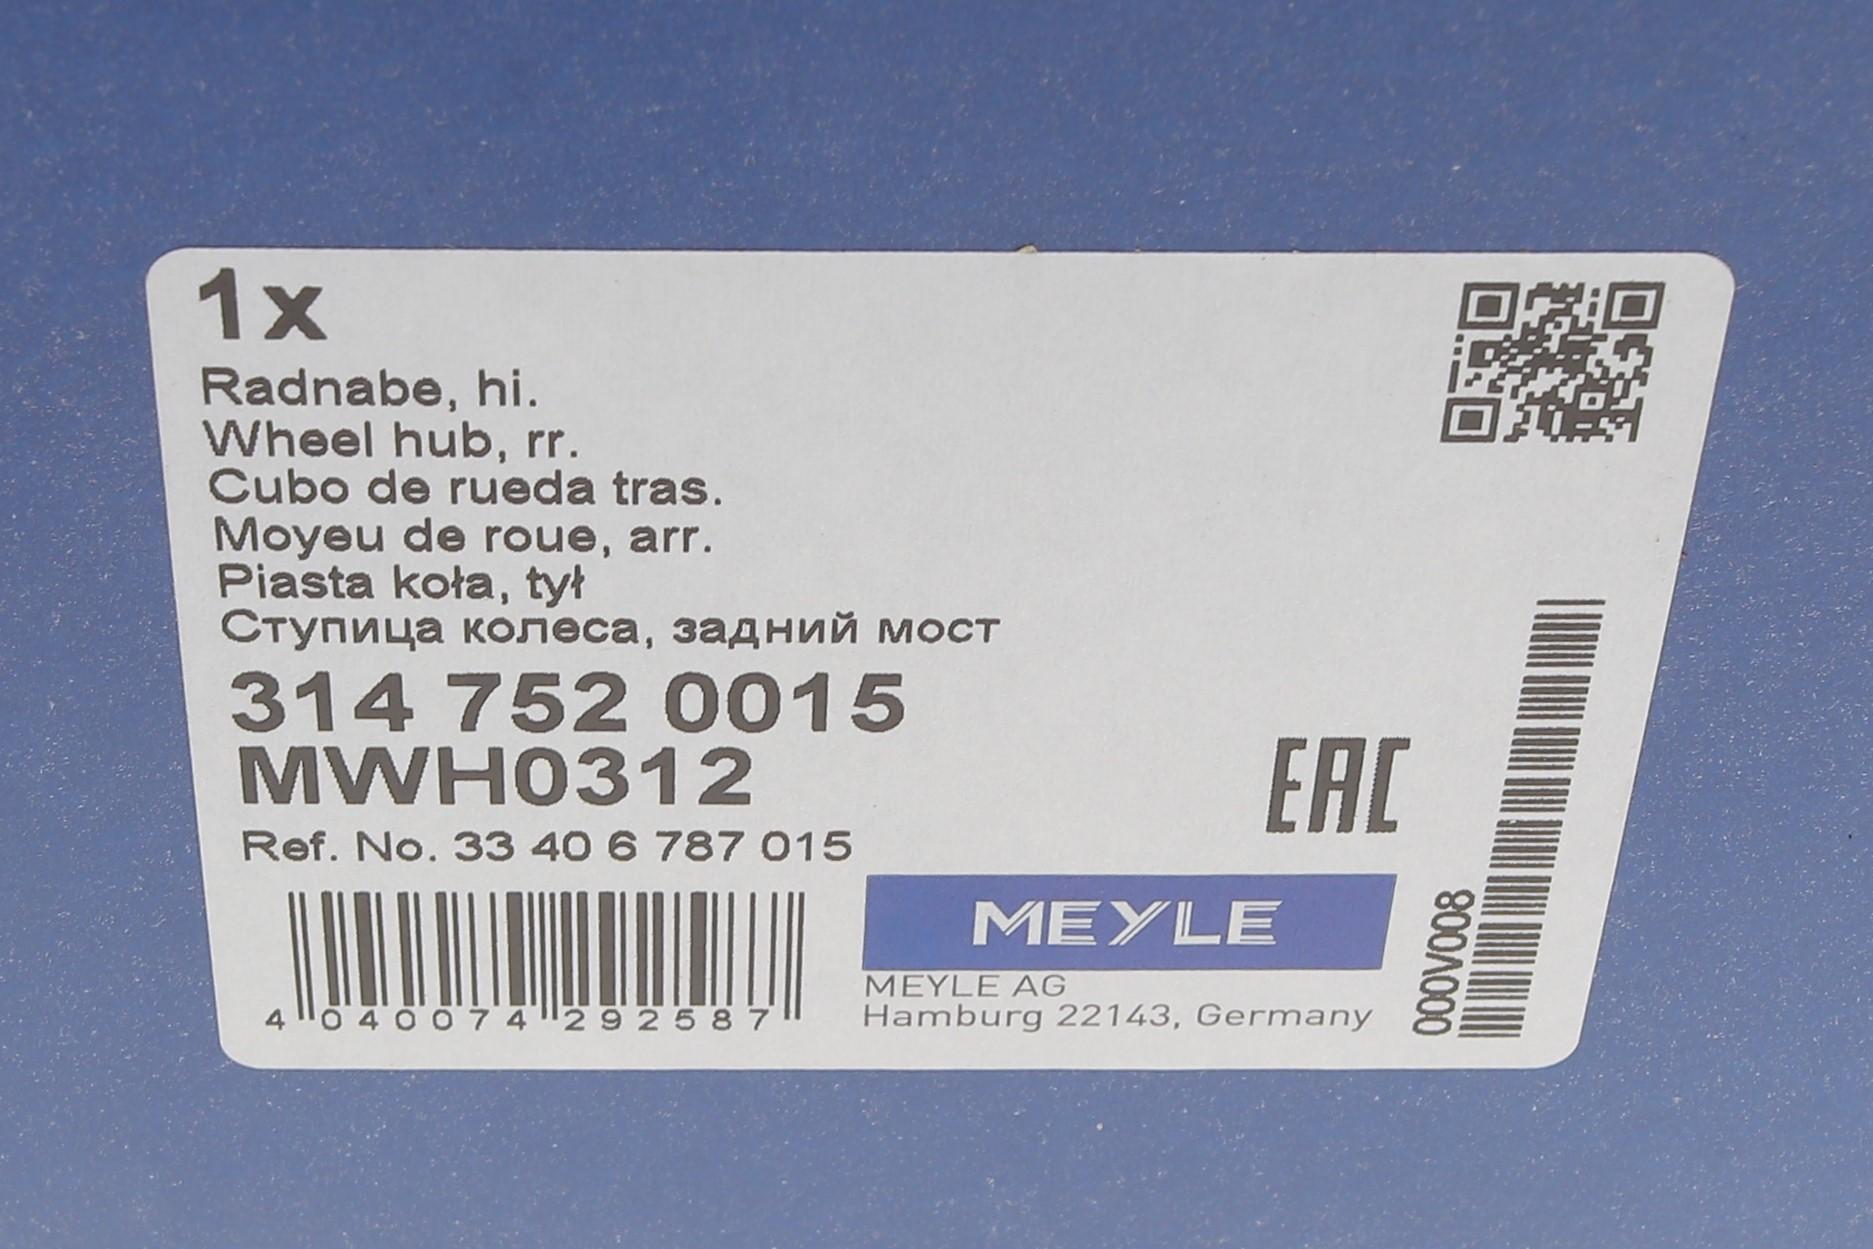 1x
Radnabe, hi.
Wheel hub, rr.
Cubo de rueda tras.
Moyeu de roue, arr.
Piasta koła, tył
Ступица колеса, задний мост
314 752 0015
MWH0312
Ref. No. 33 40 6 787 015
4 040074 292587
EAC
MEYLE
MEYLE AG
Hamburg 22143, Germany
000V008